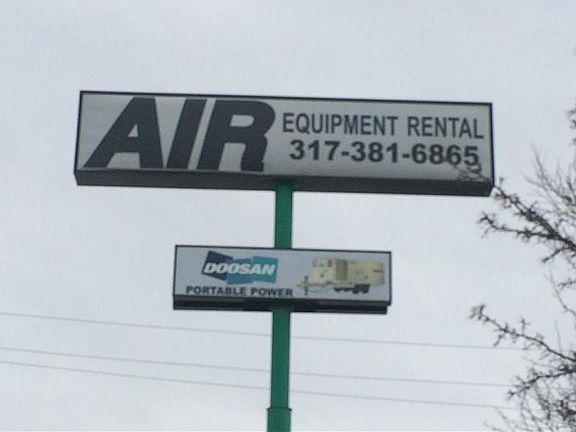 AIR EQUIPMENT RENTAL
317-381-6865
DOOSAN
PORTABLE POWER